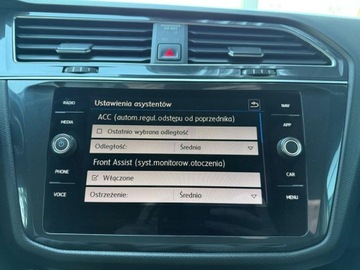 RADIO
MEDIA
PHONE
VOICE
NAV
APP
CAR
MENU
Ustawienia asystentów
ACC (autom.regul.odstępu od poprzednika)
Ostatnio wybrana odległość
Odległość: Średnia
Front Assist (syst.monitorow.otoczenia)
Włączone
Ostrzeżenie: Średnio